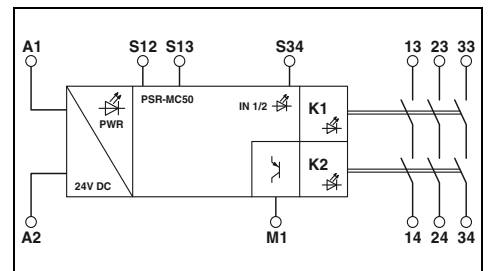 A1 S12 S13 S34 13 23 33
PSR-MC50
IN 1/2 K1
PWR
K2
24V DC
A2 M1 14 24 34